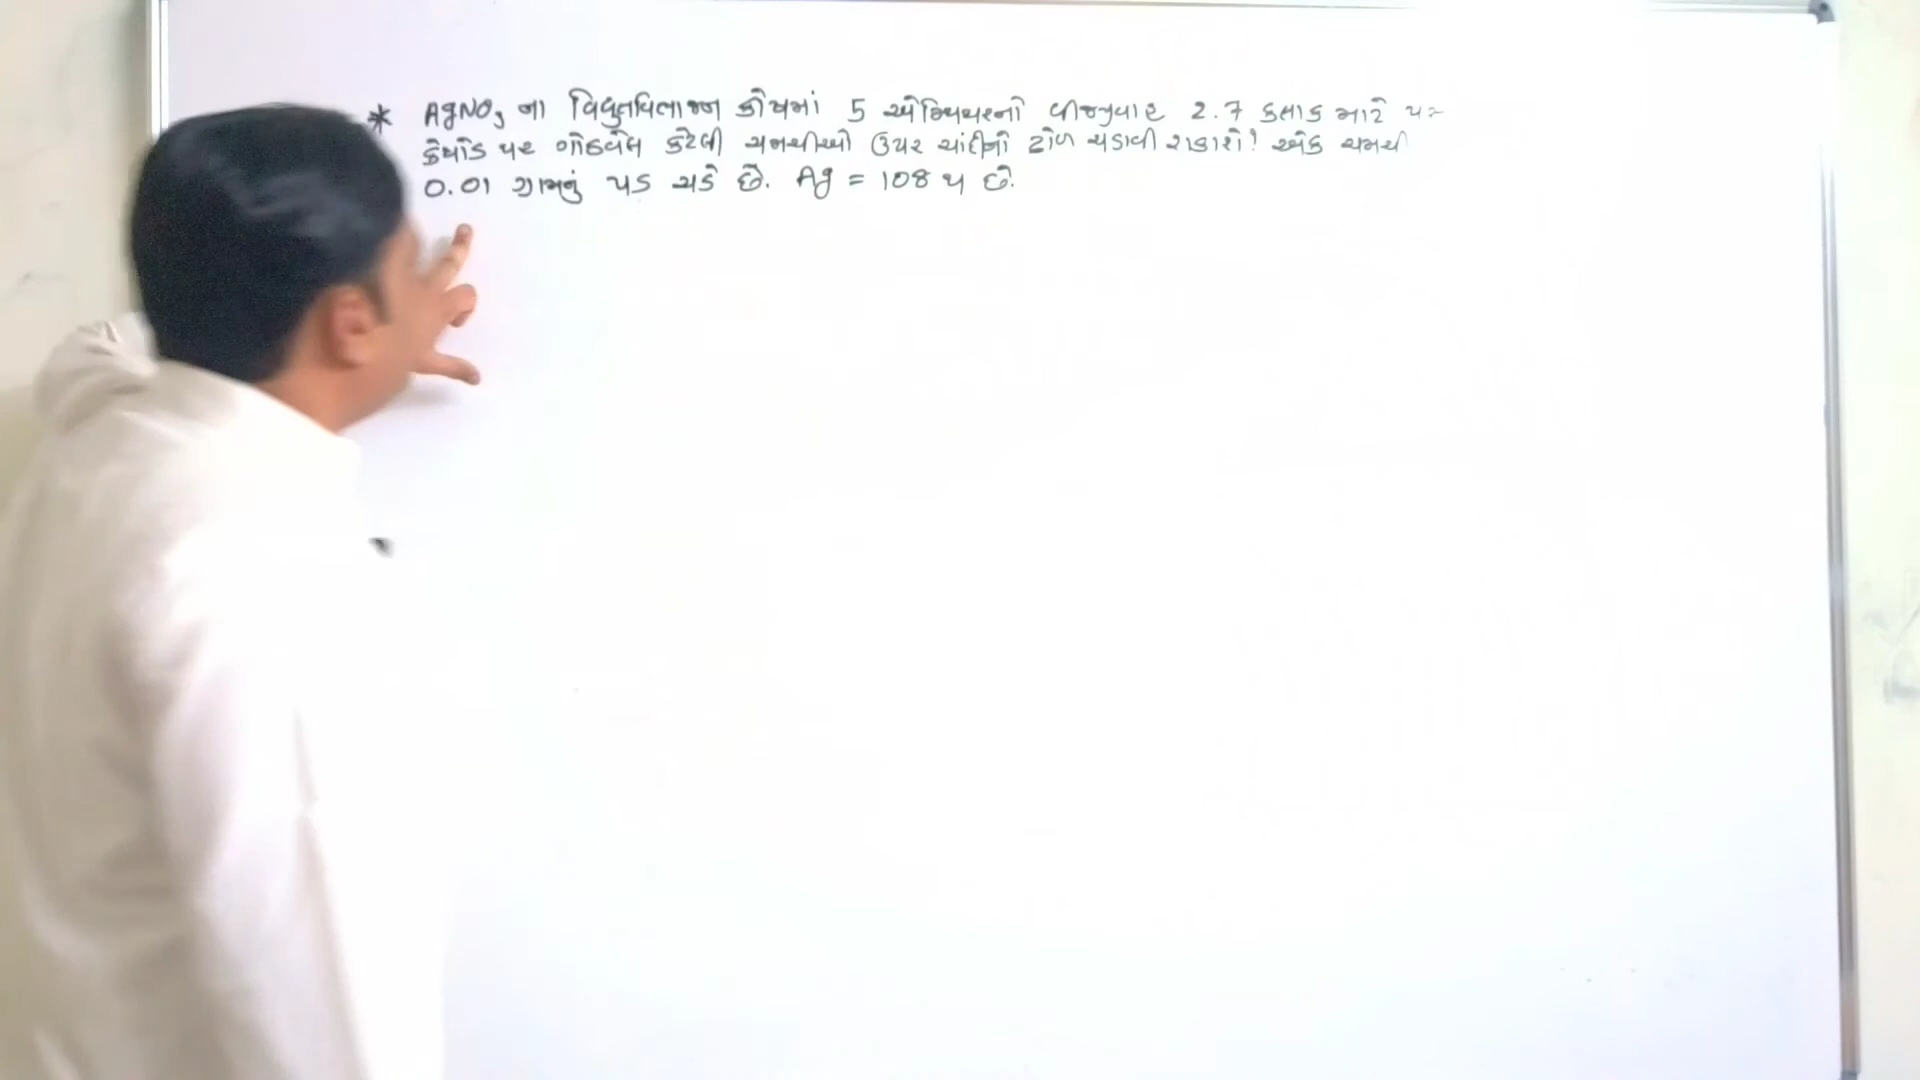 * AgNO₃ ના વિદ્યુતવિભાજન કોષમાં 5 એમ્પિયરનો વીજપ્રવાહ 2.7 કલાક માટે
કેથોડ પર ગોઠવેલ કેટલી ચમચીઓ ઉપર ચાંદીનો ઢોળ ચડાવી શકાશે? એક ચમચી
0.01 ગ્રામનું પડ ચડે છે. Ag = 108 છે.